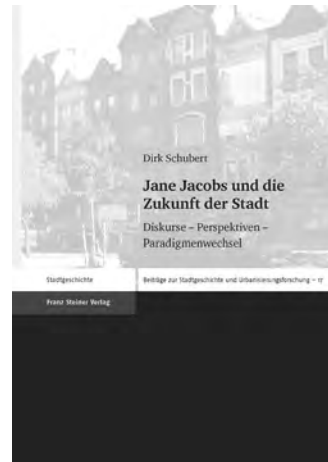 Dirk Schubert
Jane Jacobs und die
Zukunft der Stadt
Diskurse – Perspektiven –
Paradigmenwechsel
Stadtgeschichte
Beiträge zur Stadtgeschichte und Urbanisierungsforschung – 17
Franz Steiner Verlag